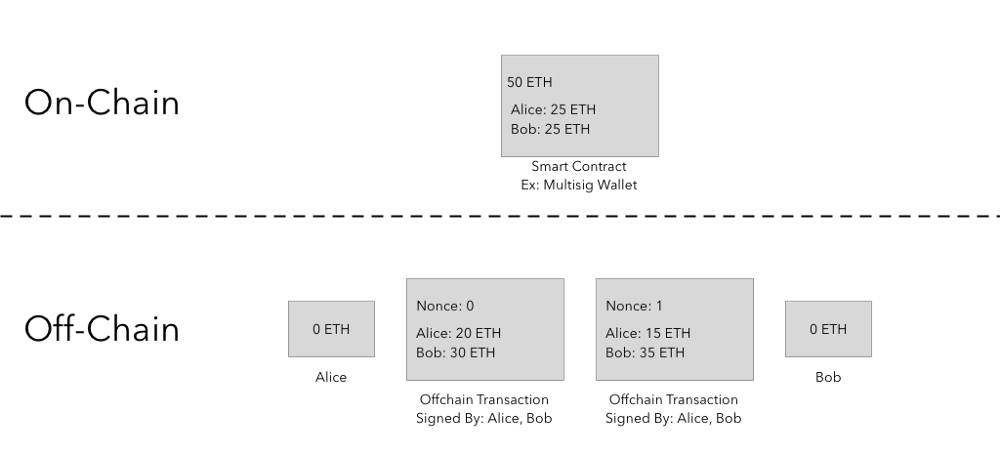 On-Chain
50 ETH
Alice: 25 ETH
Bob: 25 ETH
Smart Contract
Ex: Multisig Wallet
Off-Chain
0 ETH
Alice
Nonce: 0
Alice: 20 ETH
Bob: 30 ETH
Offchain Transaction
Signed By: Alice, Bob
Nonce: 1
Alice: 15 ETH
Bob: 35 ETH
Offchain Transaction
Signed By: Alice, Bob
0 ETH
Bob